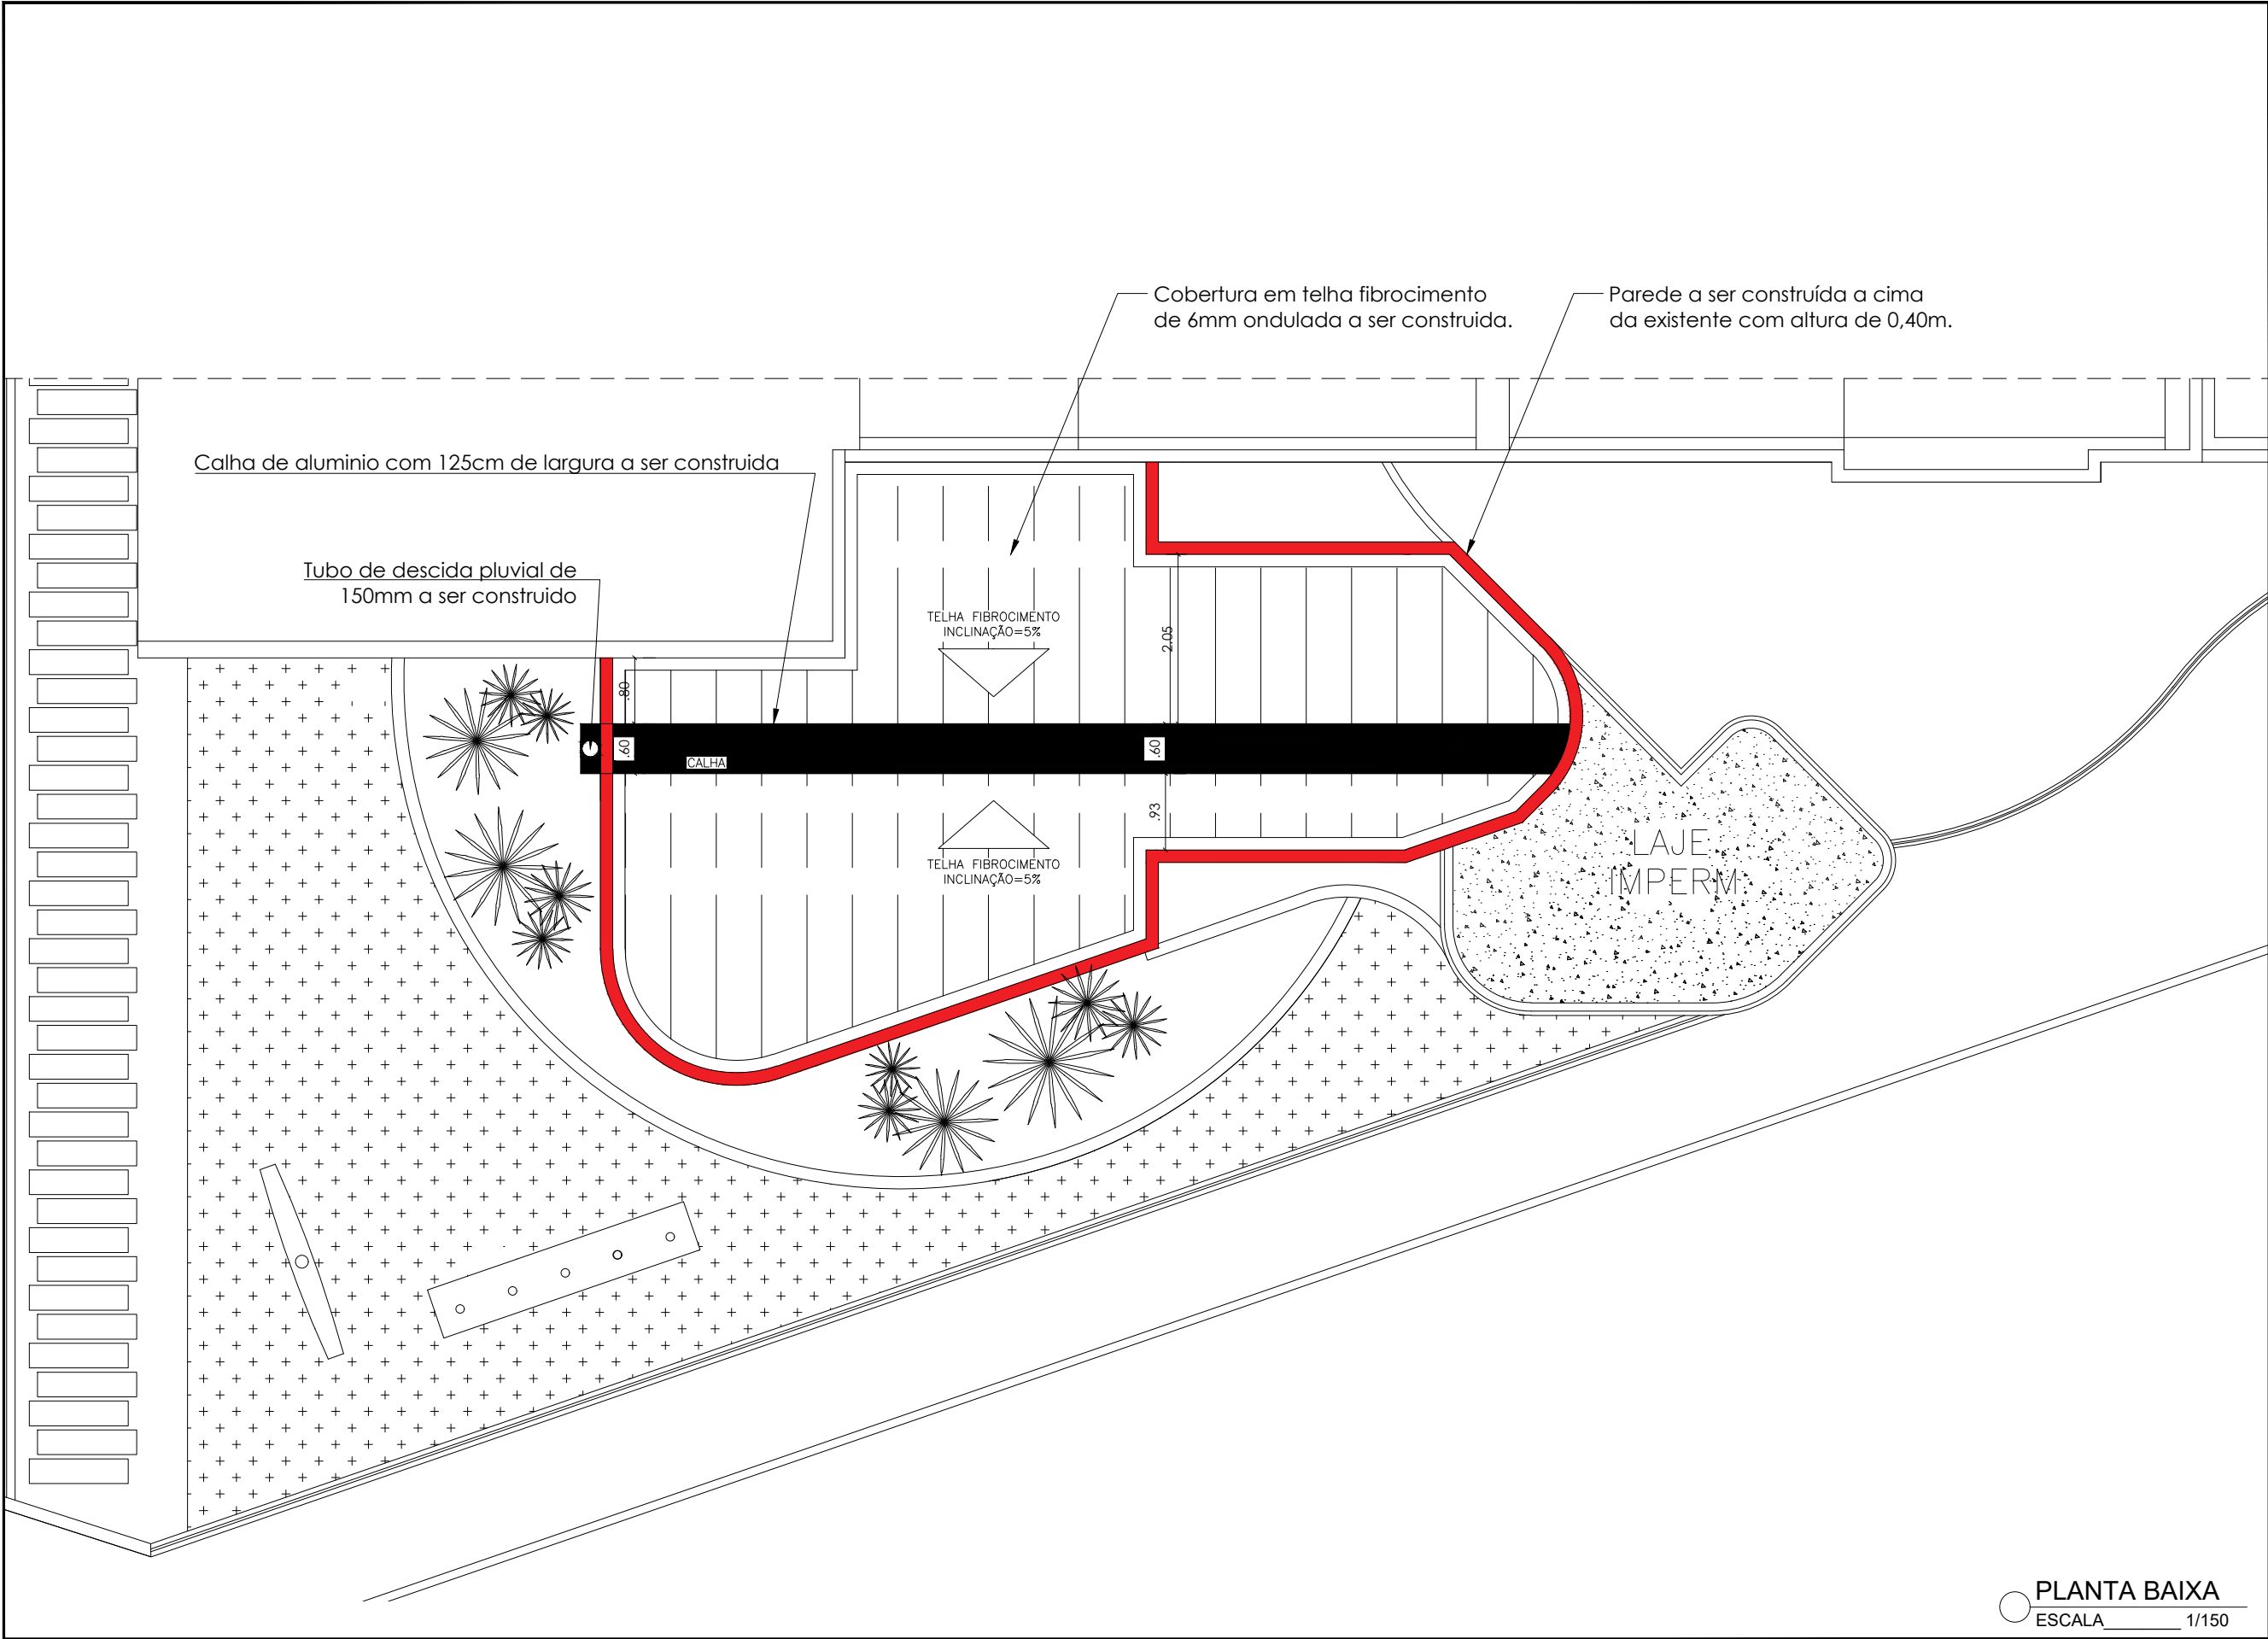 Cobertura em telha fibrocimento
de 6mm ondulada a ser construida.
Parede a ser construída a cima
da existente com altura de 0,40m.
Calha de aluminio com 125cm de largura a ser construida
Tubo de descida pluvial de
150mm a ser construido
TELHA FIBROCIMENTO
INCLINAÇÃO=5%
2.05
.80
.60
.60
CALHA
.93
TELHA FIBROCIMENTO
INCLINAÇÃO=5%
LAJE
IMPERM.
PLANTA BAIXA
ESCALA________ 1/150